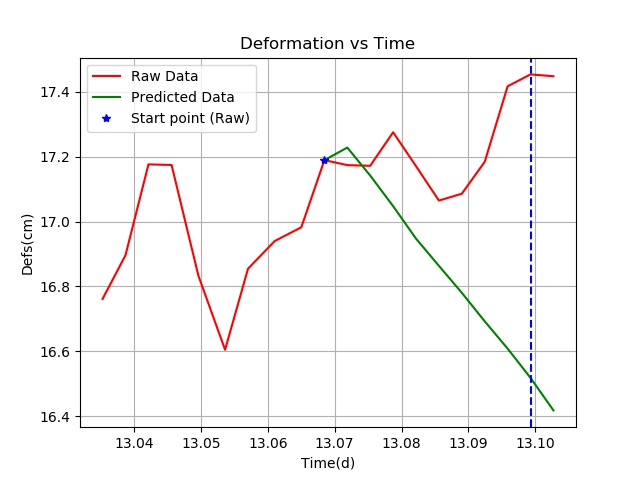 Deformation vs Time
Raw Data
Predicted Data
Start point (Raw)
17.4
17.2
17.0
16.8
16.6
16.4
Defs(cm)
13.04 13.05 13.06 13.07 13.08 13.09 13.10
Time(d)